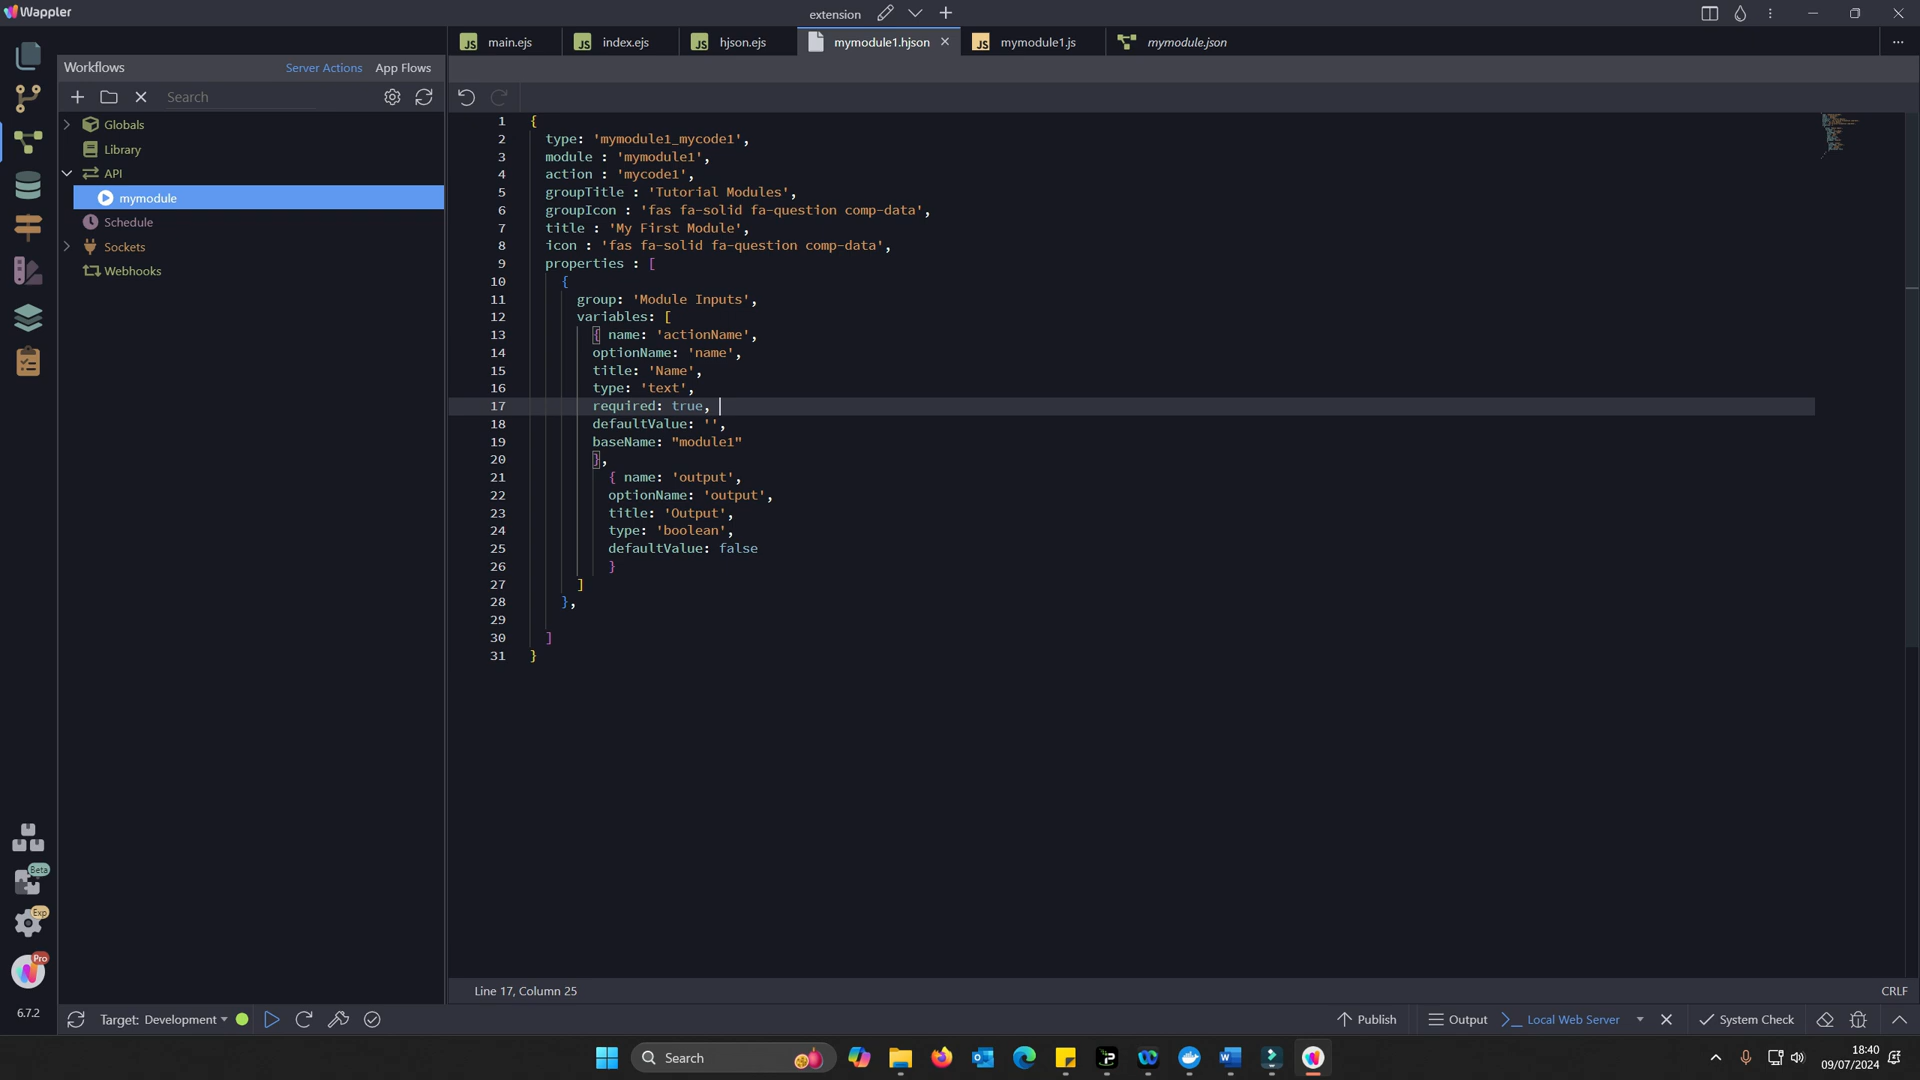 Wappler
extension
main.ejs
index.ejs
hjson.ejs
mymodule1.hjson
mymodule1.js
mymodule.json
Workflows
Server Actions
App Flows
Search
Globals
Library
API
mymodule
Schedule
Sockets
Webhooks
1 {
2 type: 'mymodule1_mycode1',
3 module : 'mymodule1',
4 action : 'mycode1',
5 groupTitle : 'Tutorial Modules',
6 groupIcon : 'fas fa-solid fa-question comp-data',
7 title : 'My First Module',
8 icon : 'fas fa-solid fa-question comp-data',
9 properties : [
10 {
11 group: 'Module Inputs',
12 variables: [
13 { name: 'actionName',
14 optionName: 'name',
15 title: 'Name',
16 type: 'text',
17 required: true,
18 defaultValue: '',
19 baseName: "module1"
20 },
21 { name: 'output',
22 optionName: 'output',
23 title: 'Output',
24 type: 'boolean',
25 defaultValue: false
26 }
27 ]
28 },
29
30 ]
31 }
Beta
Exp
Pro
6.7.2
Line 17, Column 25
CRLF
Target: Development
Publish
Output
Local Web Server
System Check
Search
18:40
09/07/2024